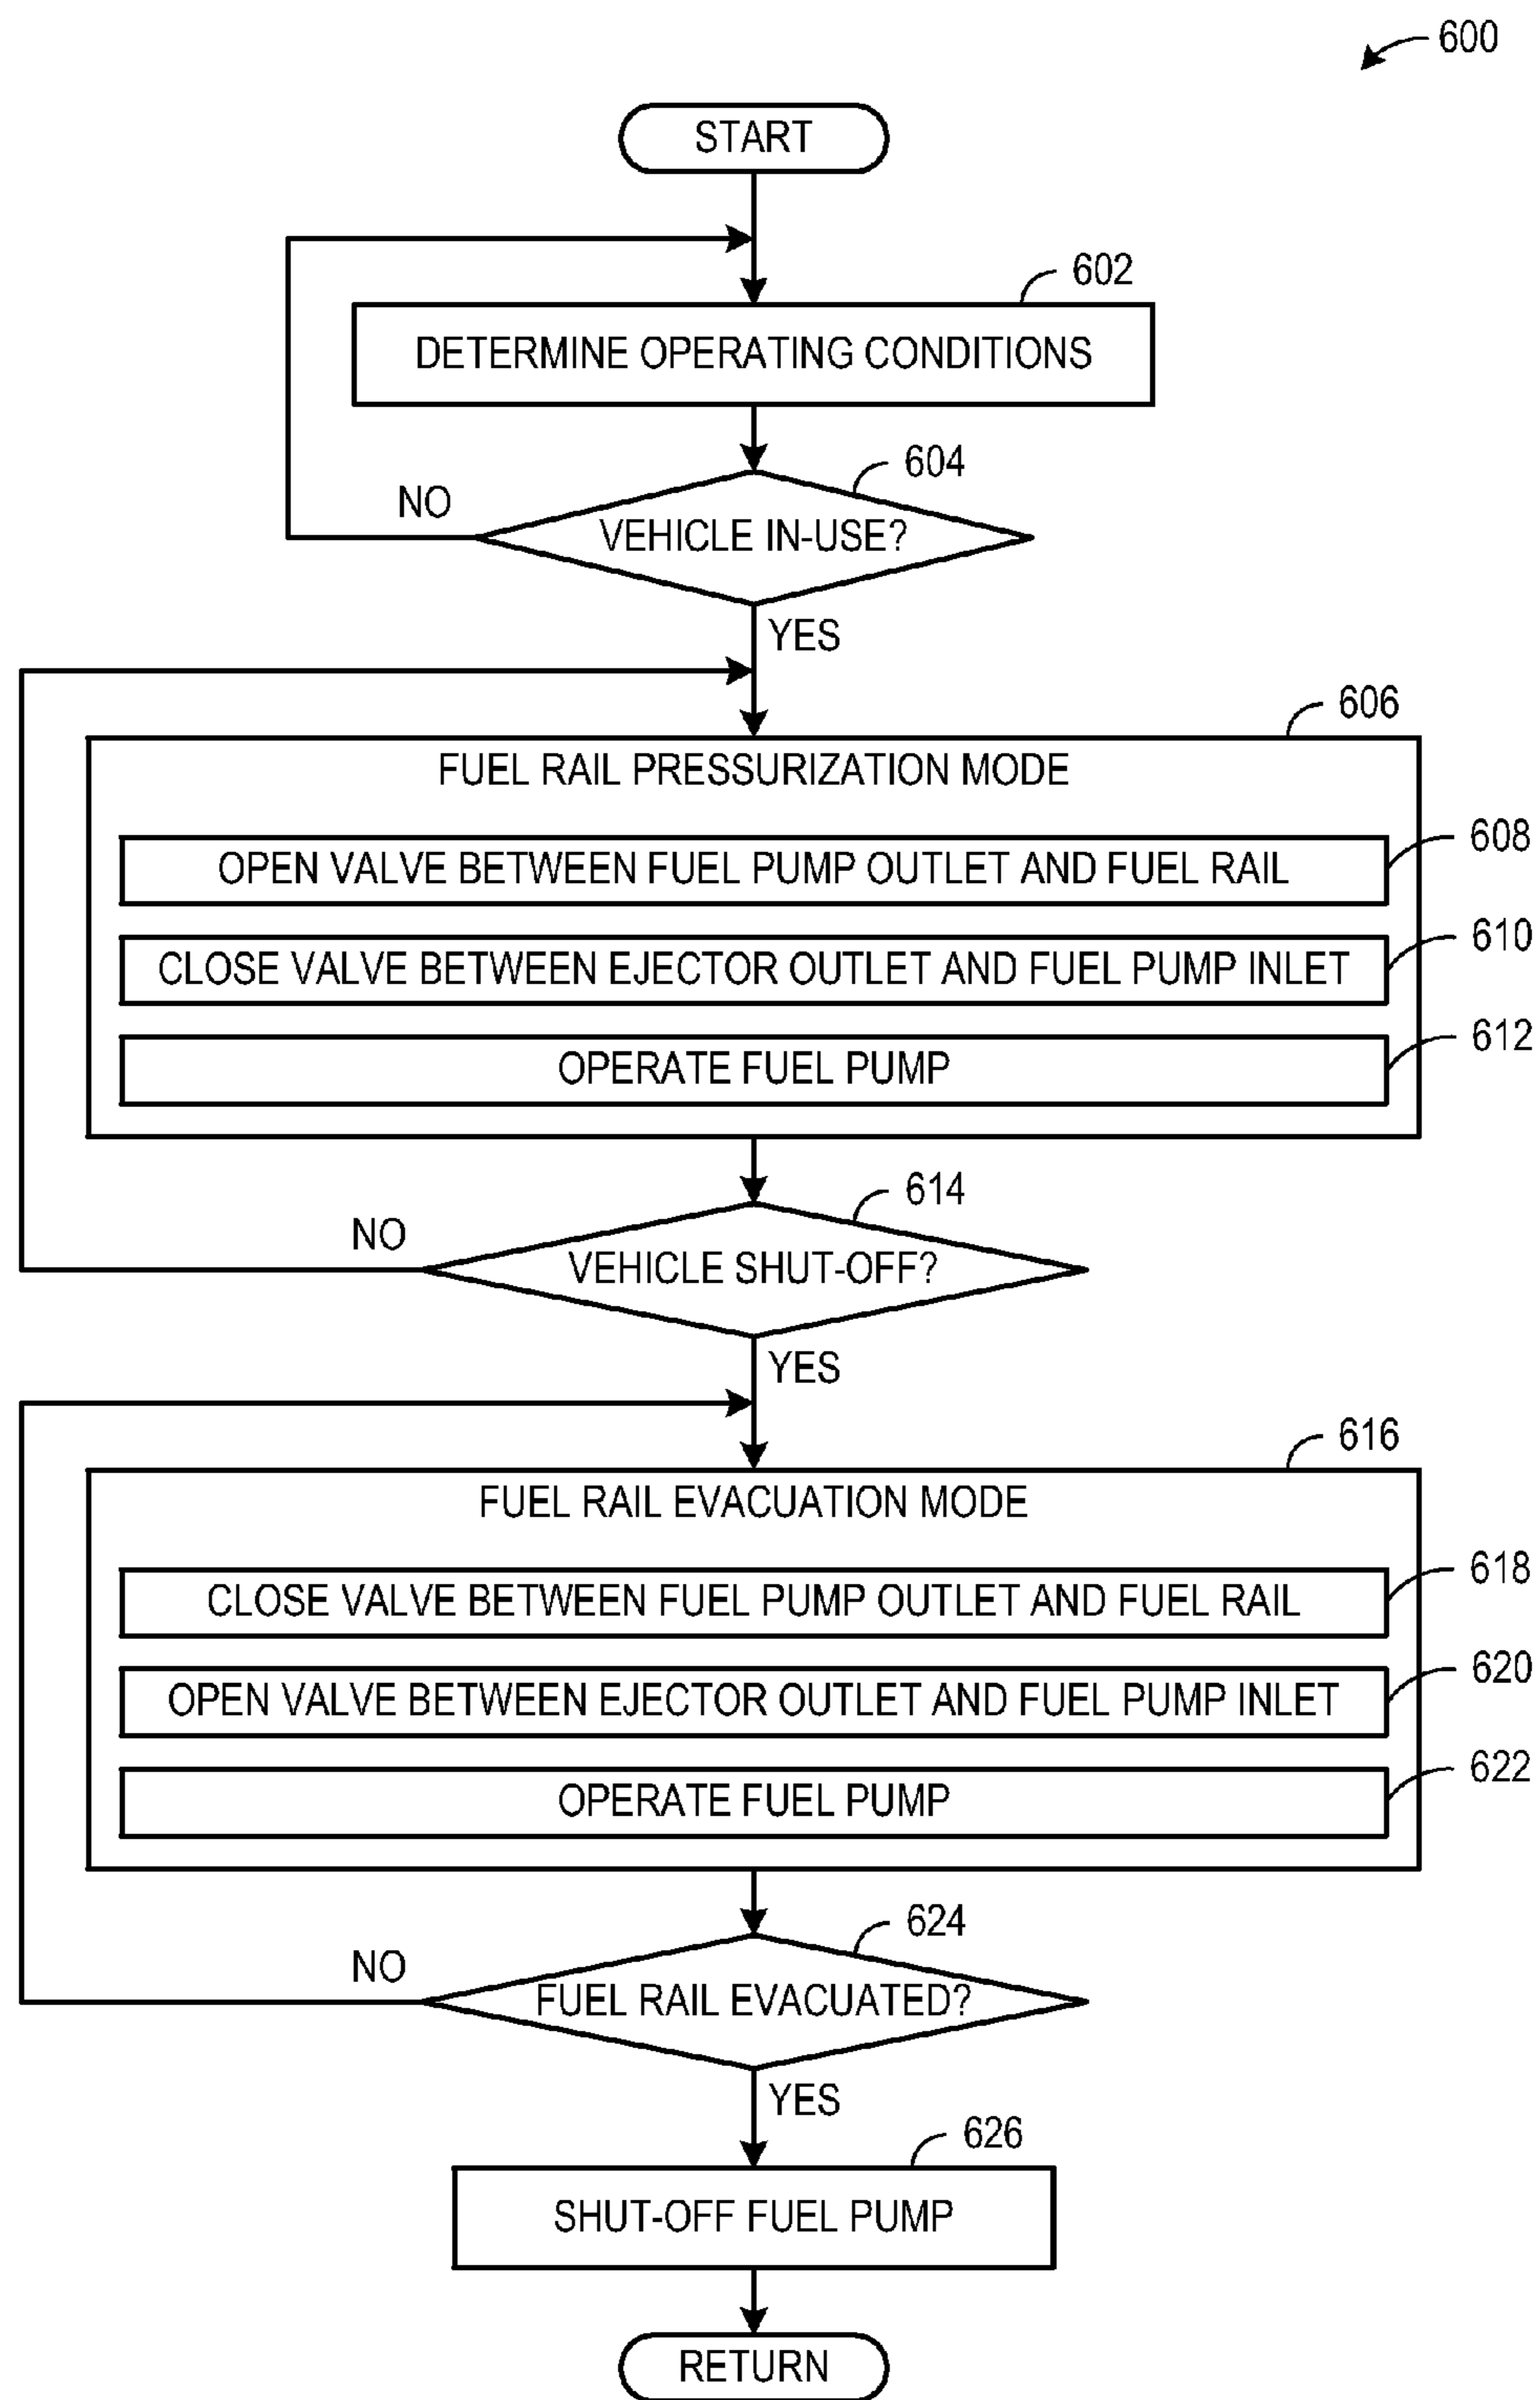 600
START
602
DETERMINE OPERATING CONDITIONS
604
NO
VEHICLE IN-USE?
YES
606
FUEL RAIL PRESSURIZATION MODE
608
OPEN VALVE BETWEEN FUEL PUMP OUTLET AND FUEL RAIL
610
CLOSE VALVE BETWEEN EJECTOR OUTLET AND FUEL PUMP INLET
612
OPERATE FUEL PUMP
614
NO
VEHICLE SHUT-OFF?
YES
616
FUEL RAIL EVACUATION MODE
618
CLOSE VALVE BETWEEN FUEL PUMP OUTLET AND FUEL RAIL
620
OPEN VALVE BETWEEN EJECTOR OUTLET AND FUEL PUMP INLET
622
OPERATE FUEL PUMP
624
NO
FUEL RAIL EVACUATED?
YES
626
SHUT-OFF FUEL PUMP
RETURN